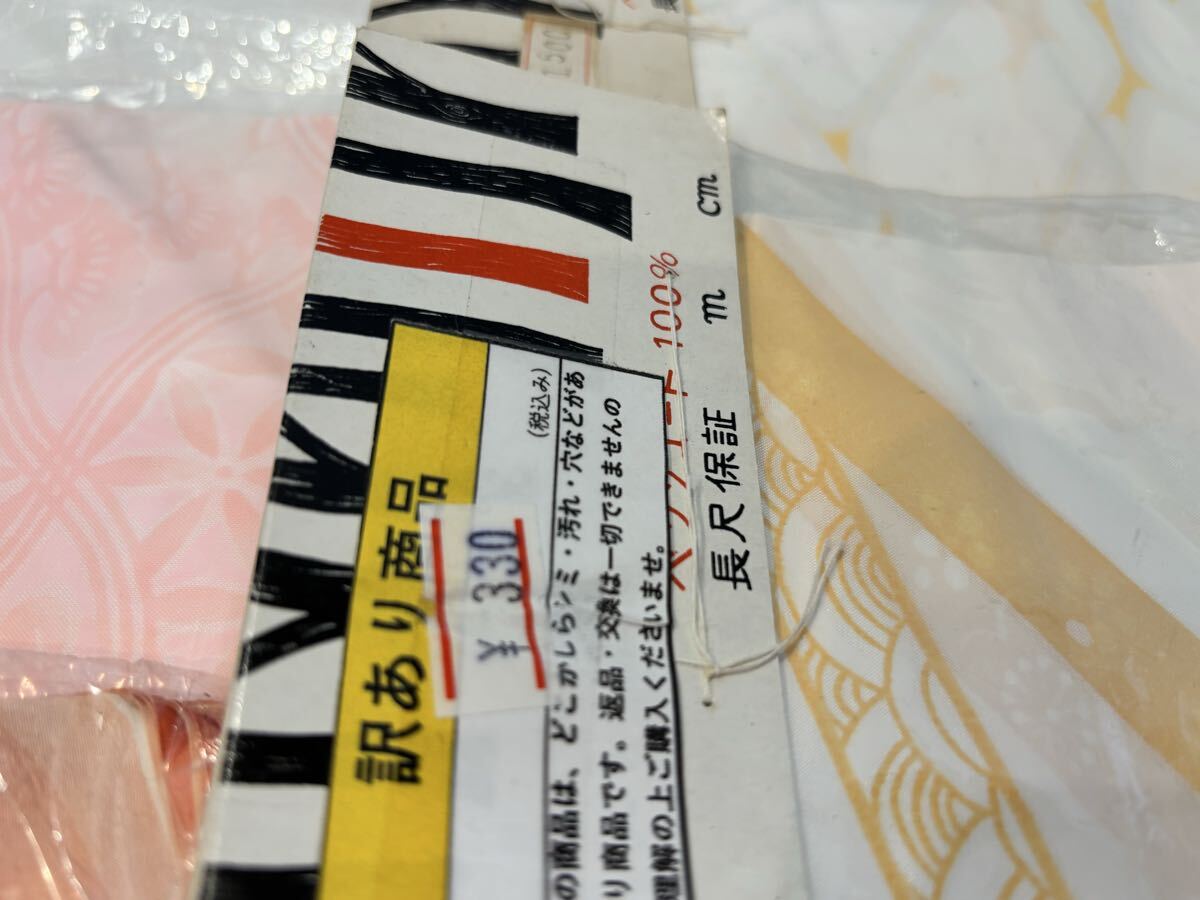 1500
cm
m
100%
長尺保証
訳あり商品
¥330
(税込み)
の商品は、どこかしらシミ・汚れ・穴などがあ
り商品です。返品・交換は一切できませんの
理解の上ご購入くださいませ。